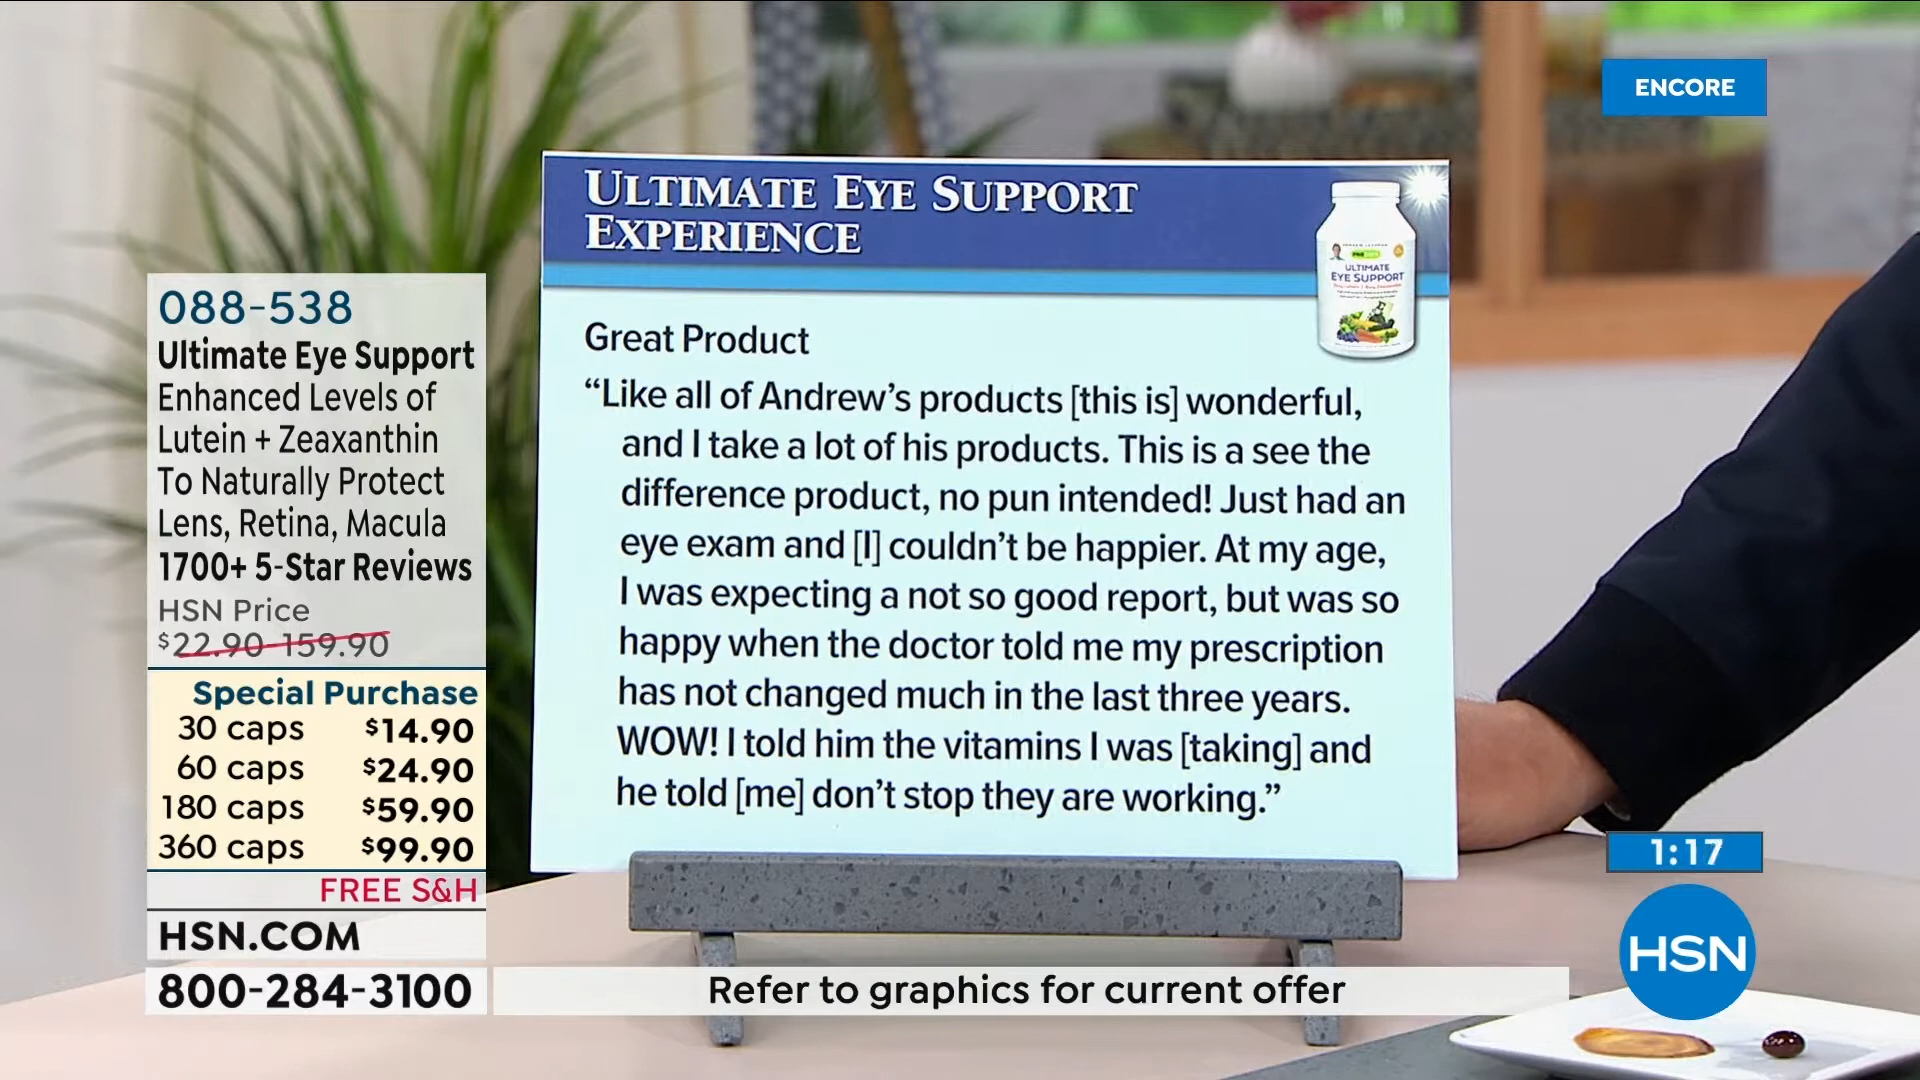 ENCORE
ULTIMATE EYE SUPPORT
EXPERIENCE
ULTIMATE
EYE SUPPORT
Great Product
“Like all of Andrew’s products [this is] wonderful,
and I take a lot of his products. This is a see the
difference product, no pun intended! Just had an
eye exam and [I] couldn’t be happier. At my age,
I was expecting a not so good report, but was so
happy when the doctor told me my prescription
has not changed much in the last three years.
WOW! I told him the vitamins I was [taking] and
he told [me] don’t stop they are working.”
088-538
Ultimate Eye Support
Enhanced Levels of
Lutein + Zeaxanthin
To Naturally Protect
Lens, Retina, Macula
1700+ 5-Star Reviews
HSN Price
$22.90-159.90
Special Purchase
30 caps $14.90
60 caps $24.90
180 caps $59.90
360 caps $99.90
FREE S&H
HSN.COM
800-284-3100
Refer to graphics for current offer
1:17
HSN